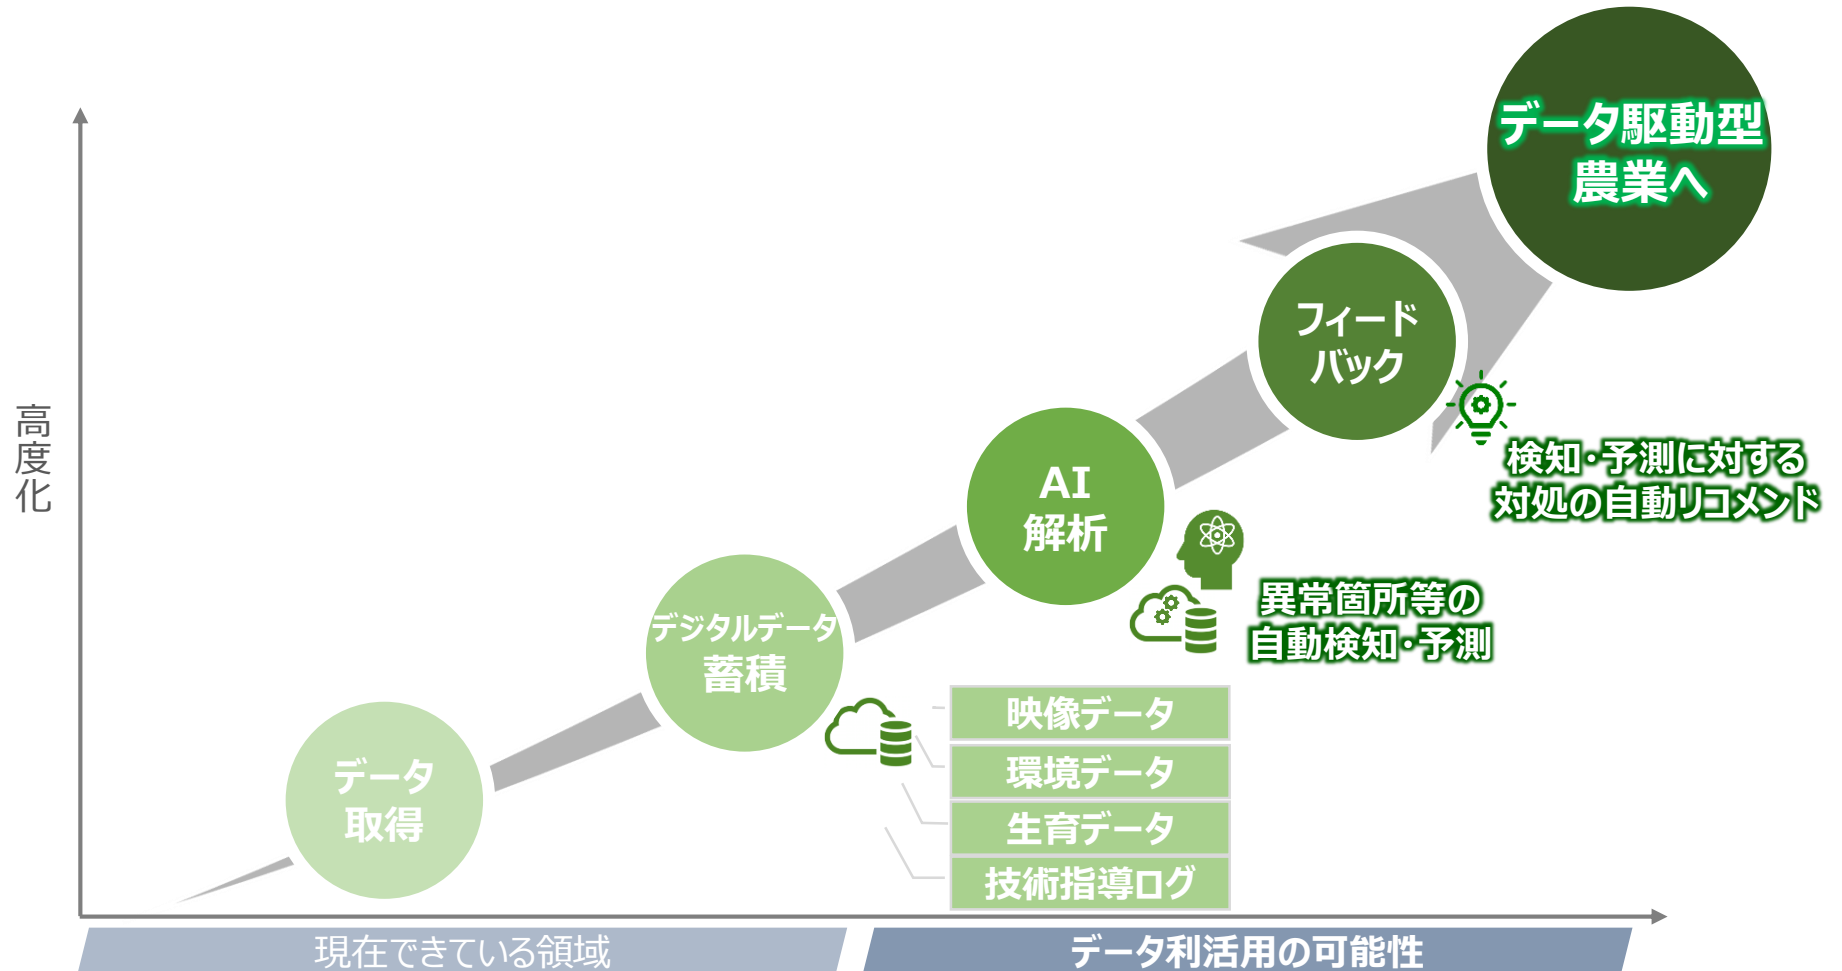 データ駆動型
農業へ
フィード
バック
検知・予測に対する
対処の自動リコメンド
高度化
AI
解析
異常箇所等の
自動検知・予測
デジタルデータ
蓄積
映像データ
環境データ
生育データ
技術指導ログ
データ
取得
現在できている領域
データ利活用の可能性